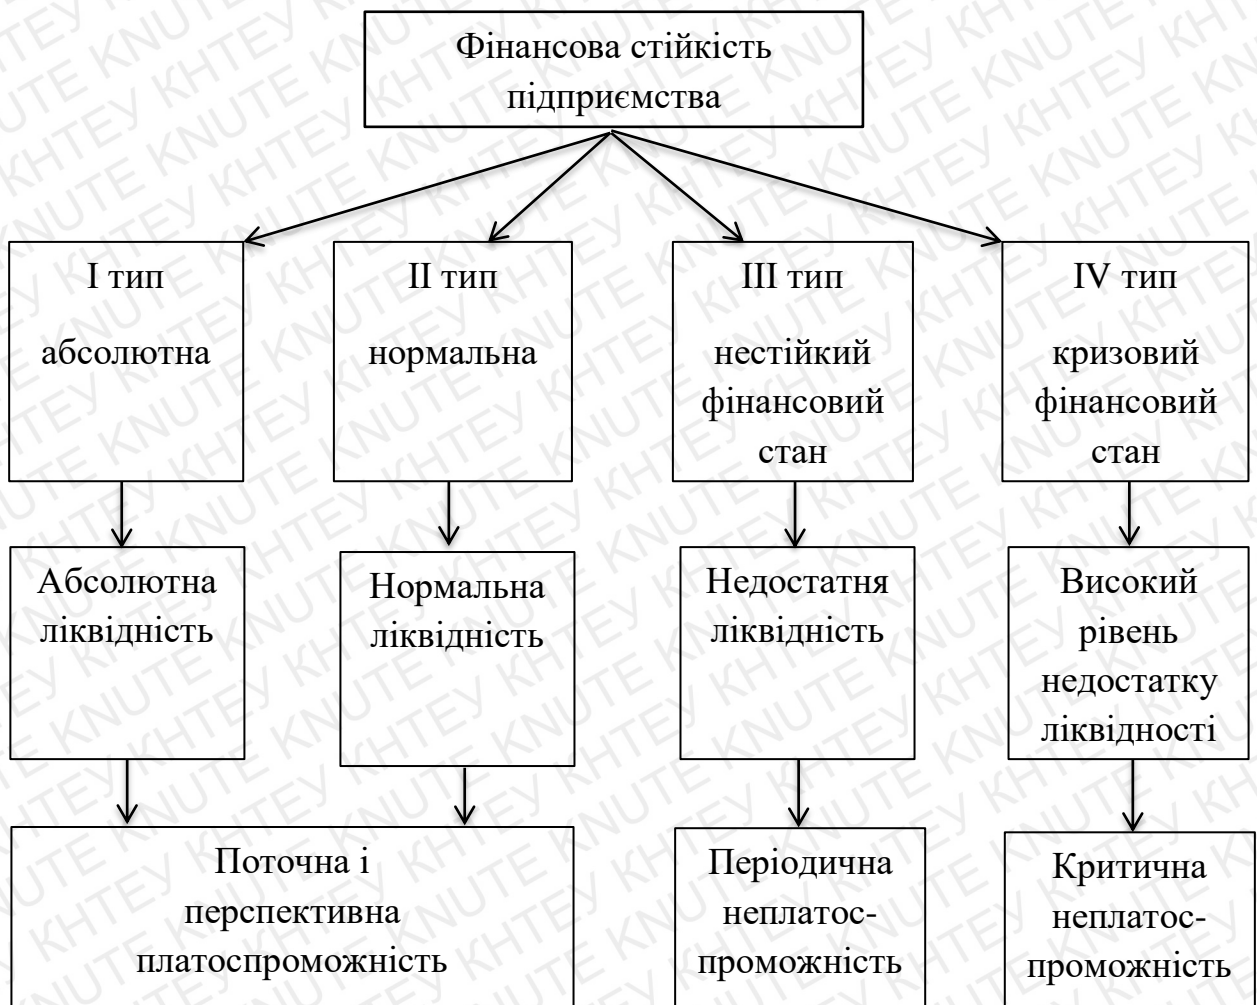 Фінансова стійкість
підприємства
І тип
абсолютна
ІІ тип
нормальна
ІІІ тип
нестійкий
фінансовий
стан
IV тип
кризовий
фінансовий
стан
Абсолютна
ліквідність
Нормальна
ліквідність
Недостатня
ліквідність
Високий
рівень
недостатку
ліквідності
Поточна і
перспективна
платоспроможність
Періодична
неплатос-
проможність
Критична
неплатос-
проможність